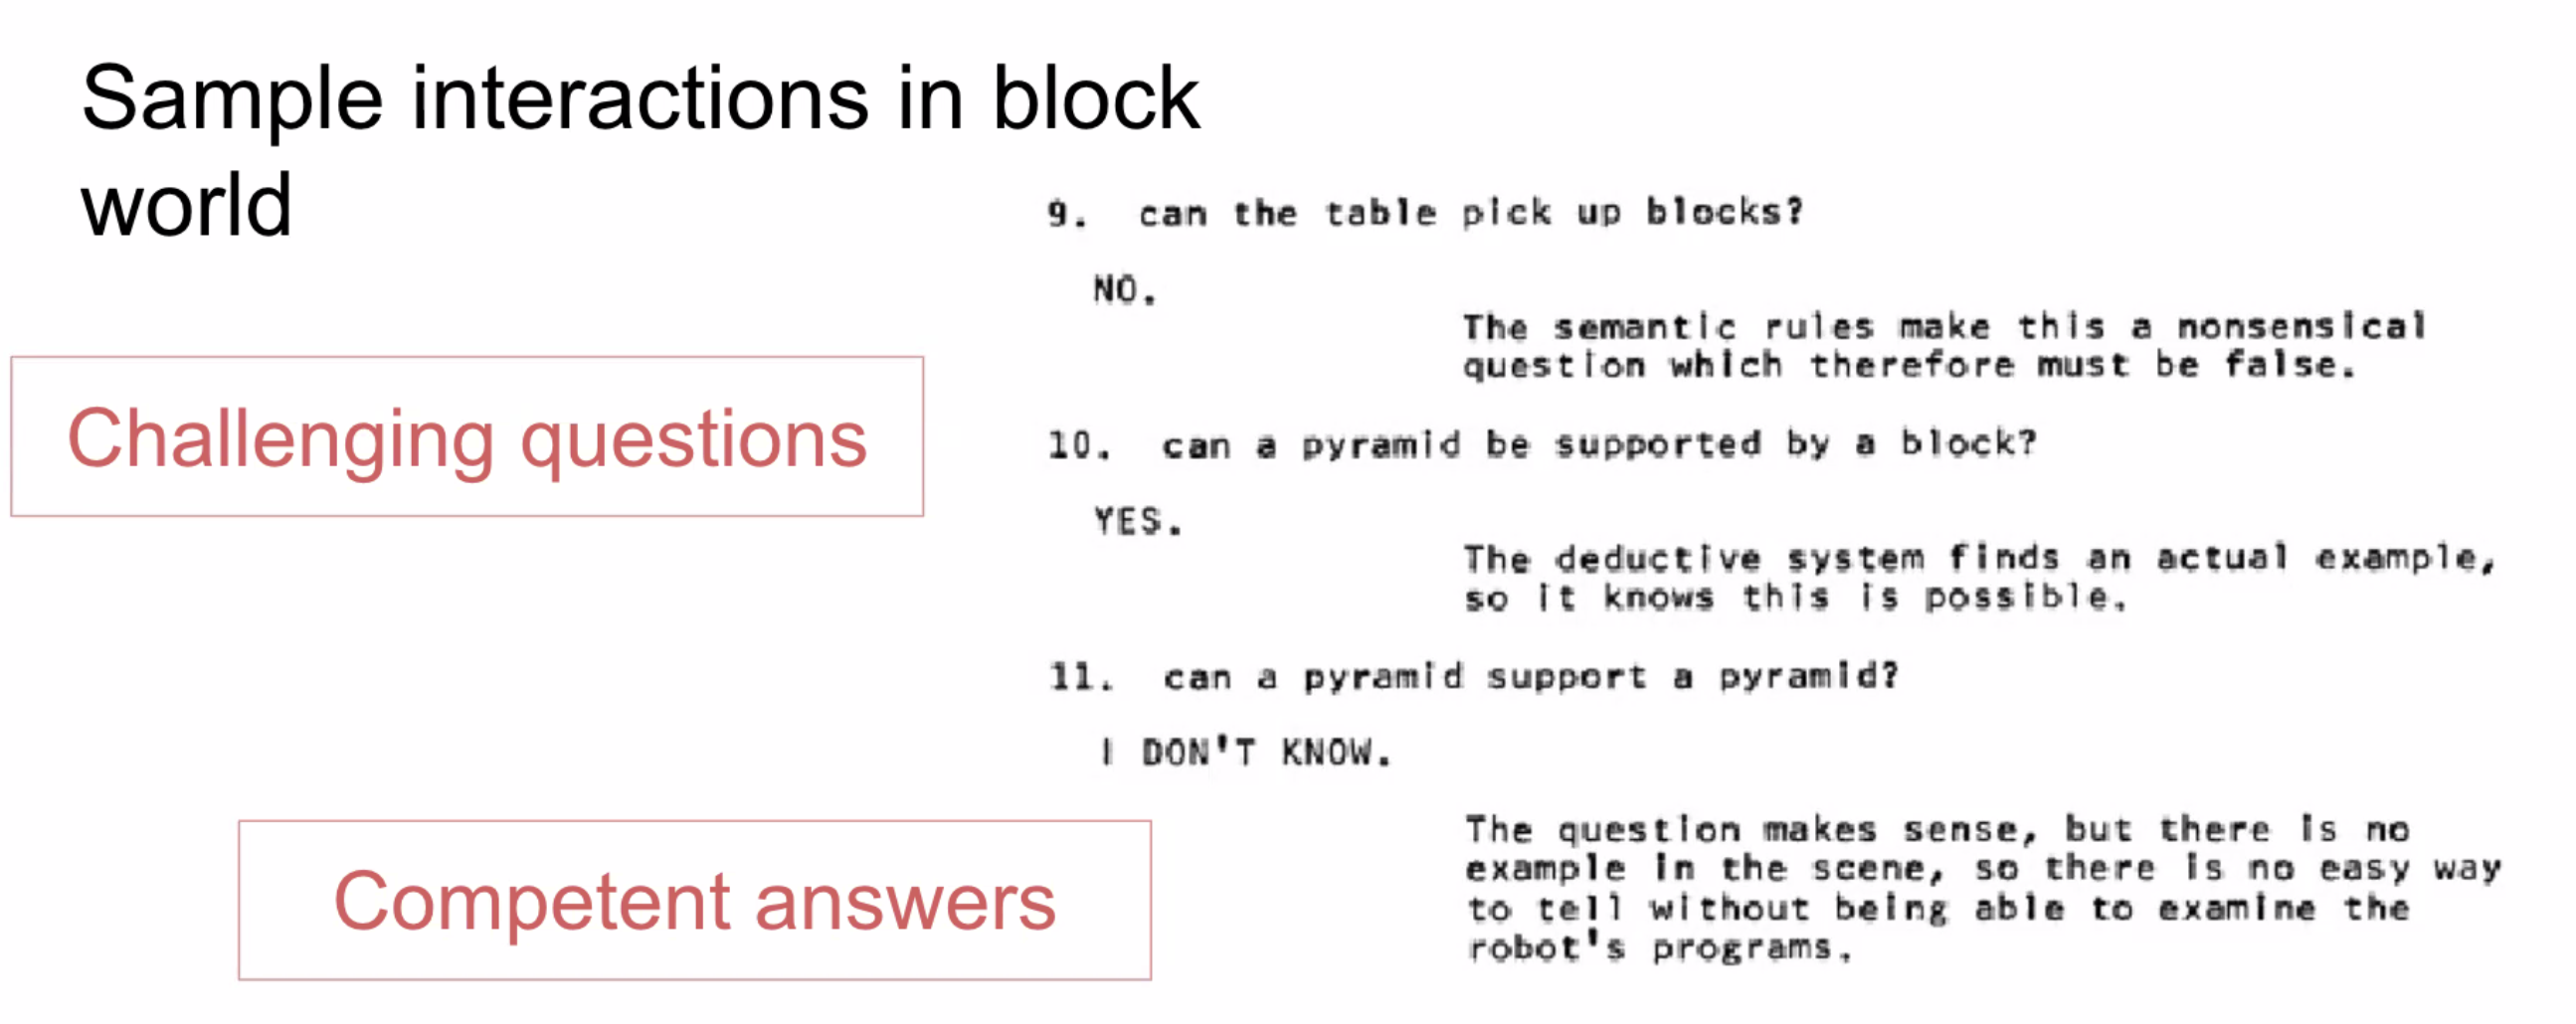 Sample interactions in block
world
9. can the table pick up blocks?
NO.
The semantic rules make this a nonsensical
question which therefore must be false.
Challenging questions
10. can a pyramid be supported by a block?
YES.
The deductive system finds an actual example,
so it knows this is possible.
11. can a pyramid support a pyramid?
I DON'T KNOW.
The question makes sense, but there is no
example in the scene, so there is no easy way
to tell without being able to examine the
robot's programs.
Competent answers